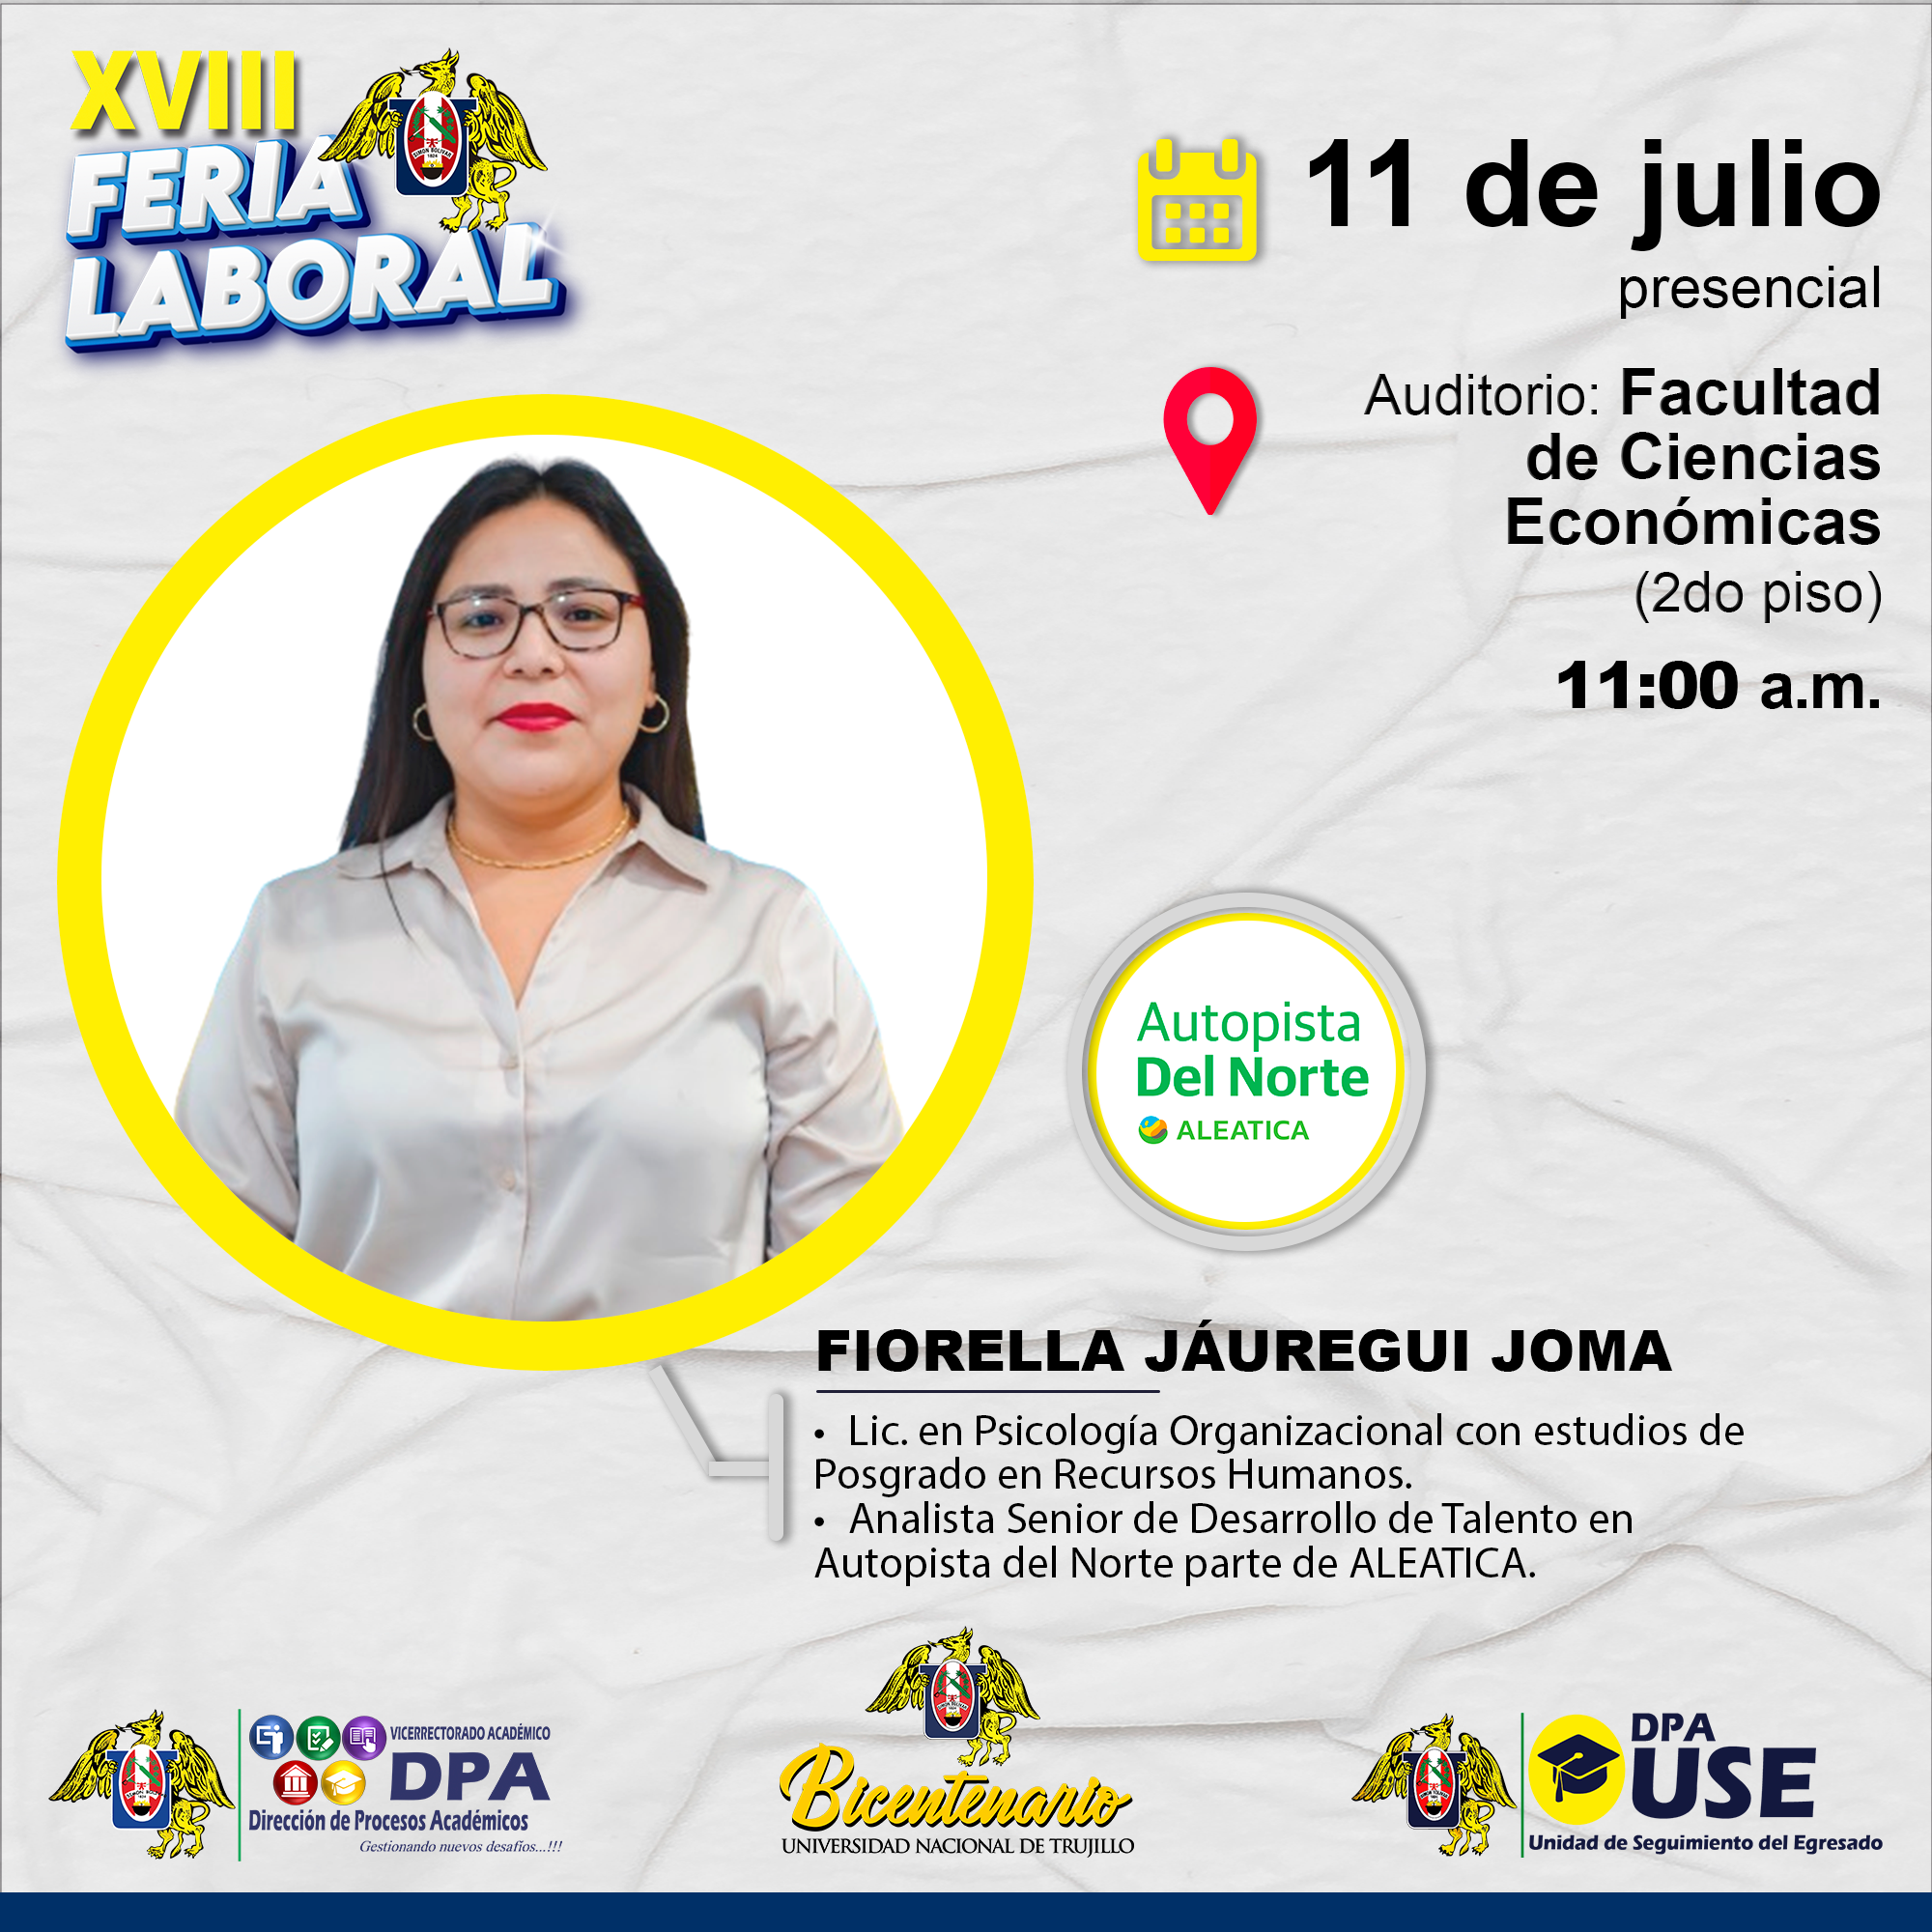 XVIII
FERIA
LABORAL
SIMON BOLIVAR
1824
11 de julio
presencial
Auditorio: Facultad
de Ciencias
Económicas
(2do piso)
11:00 a.m.
Autopista
Del Norte
ALEATICA
FIORELLA JÁUREGUI JOMA
• Lic. en Psicología Organizacional con estudios de
Posgrado en Recursos Humanos.
• Analista Senior de Desarrollo de Talento en
Autopista del Norte parte de ALEATICA.
VICERRECTORADO ACADÉMICO
DPA
Dirección de Procesos Académicos
Gestionando nuevos desafíos...!!!
Bicentenario
UNIVERSIDAD NACIONAL DE TRUJILLO
DPA
USE
Unidad de Seguimiento del Egresado